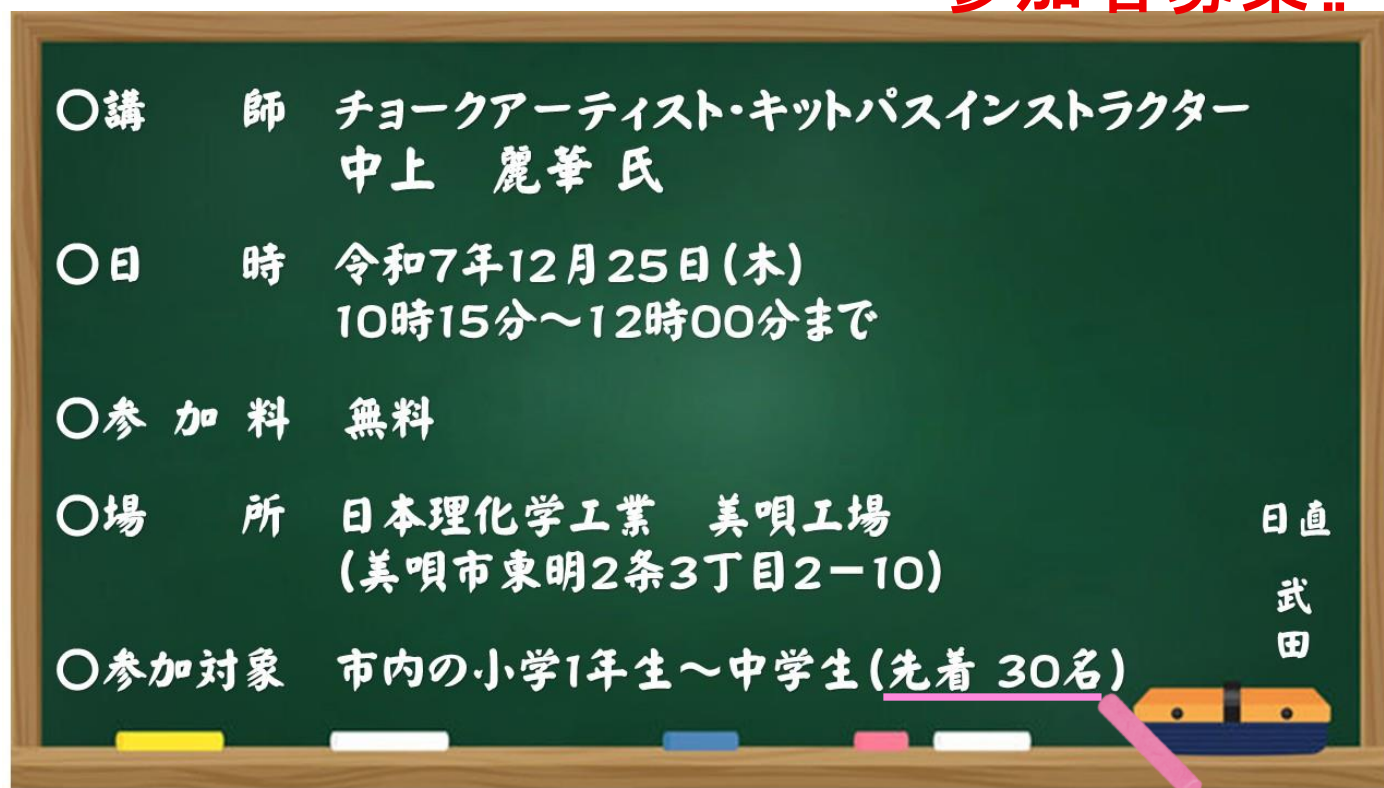 参加者募集!!
○講　師　チョークアーティスト・キットパスインストラクター
中上　麗華 氏
○日　時　令和7年12月25日(木)
10時15分～12時00分まで
○参 加 料　無料
○場　所　日本理化学工業　美唄工場
(美唄市東明2条3丁目2－10)
○参加対象　市内の小学1年生～中学生(先着 30名)
日直
武田